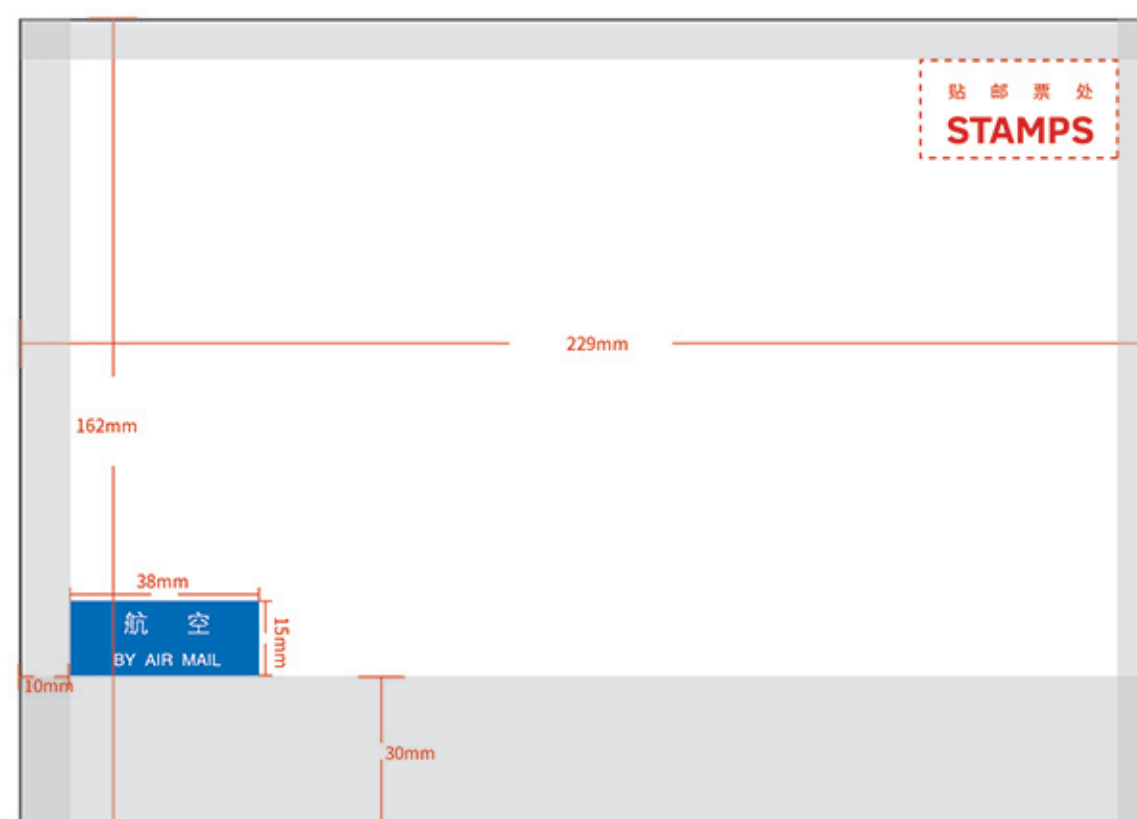 贴 邮 票 处
STAMPS
229mm
162mm
38mm
航 空
15mm
BY AIR MAIL
10mm
30mm